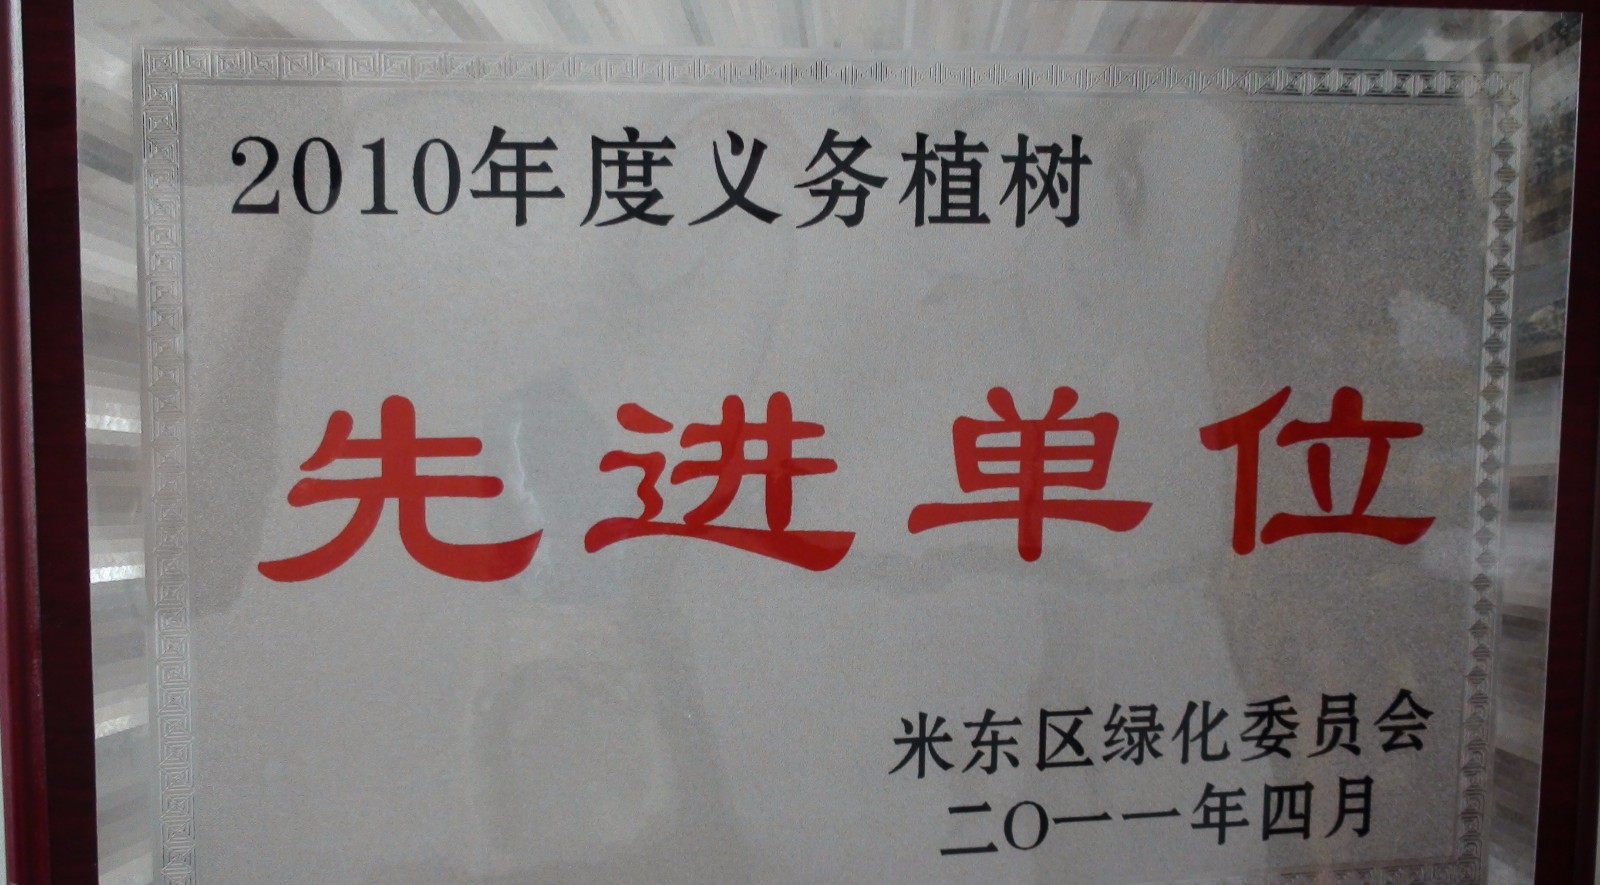 2010年度义务植树
先进单位
米东区绿化委员会
二〇一一年四月